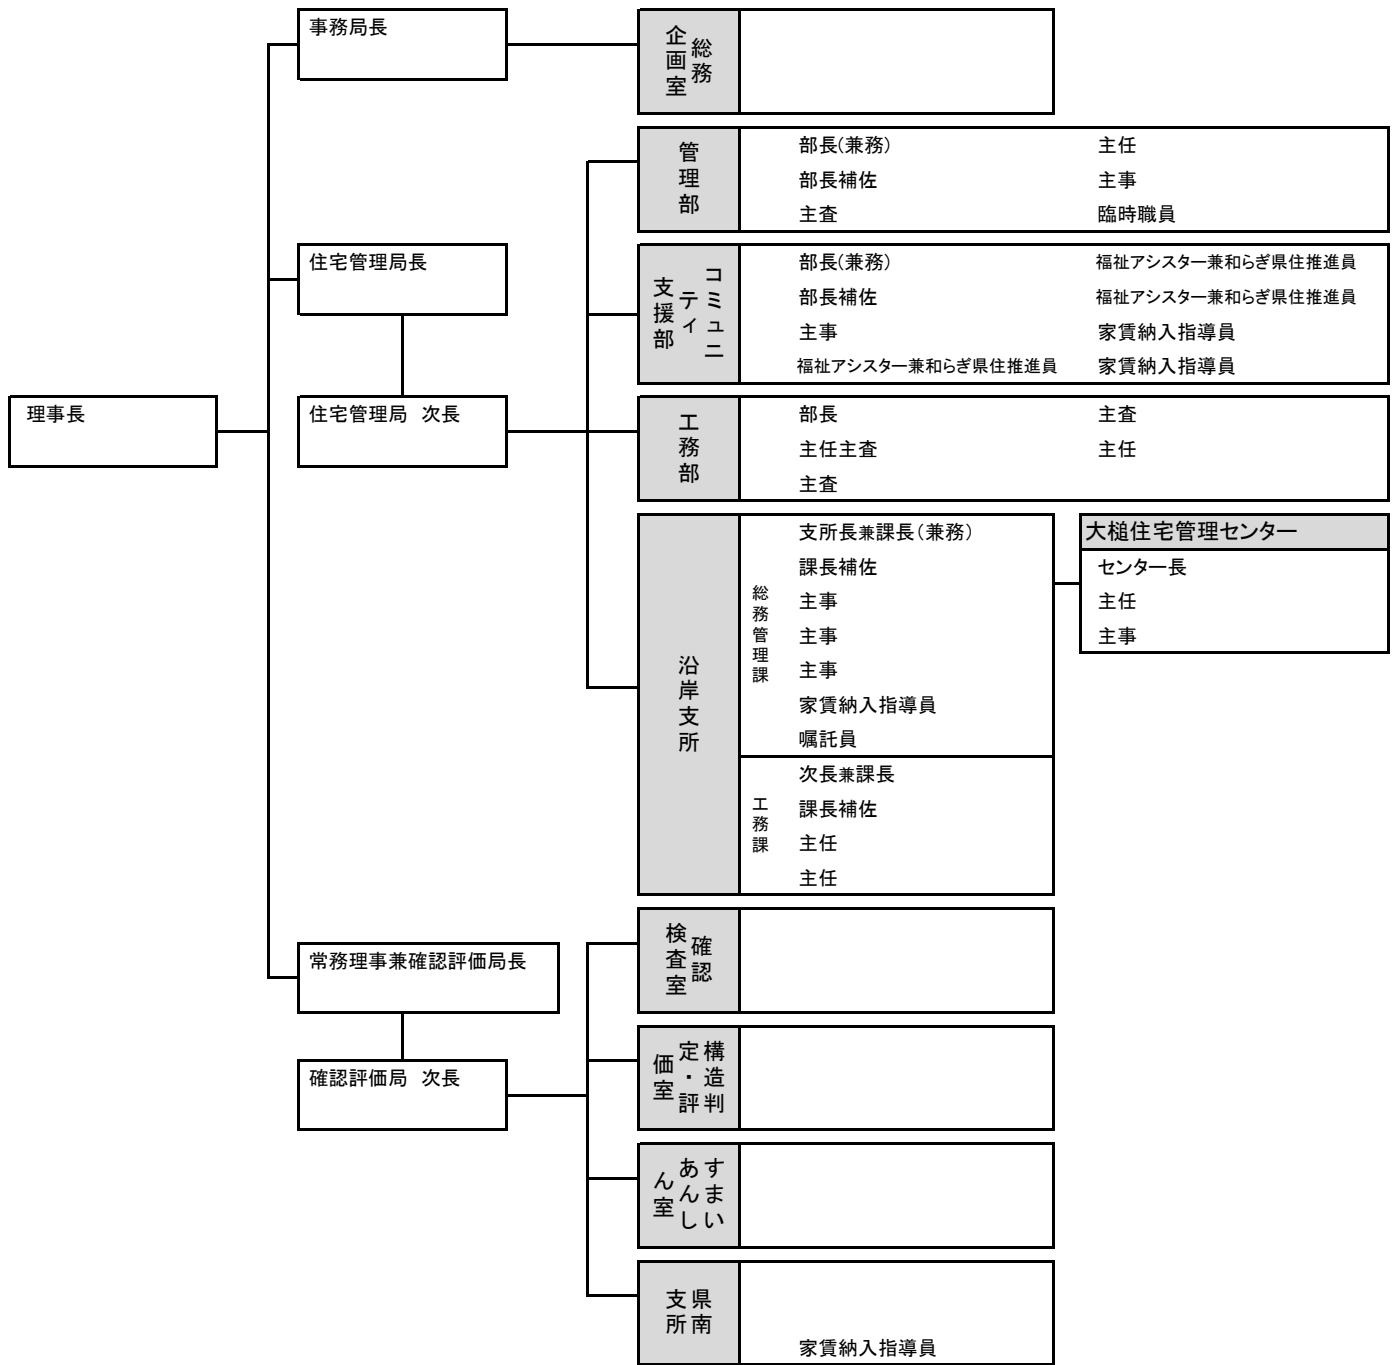 事務局長
総務
企画室
管理部
部長(兼務)
主任
部長補佐
主事
主査
臨時職員
住宅管理局長
コミュニ
ティ
支援部
部長(兼務)
福祉アシスター兼和らぎ県住推進員
部長補佐
福祉アシスター兼和らぎ県住推進員
主事
家賃納入指導員
福祉アシスター兼和らぎ県住推進員
家賃納入指導員
理事長
住宅管理局 次長
工務部
部長
主査
主任主査
主任
主査
沿岸支所
総務管理課
支所長兼課長(兼務)
課長補佐
主事
主事
主事
家賃納入指導員
嘱託員
大槌住宅管理センター
センター長
主任
主事
工務課
次長兼課長
課長補佐
主任
主任
常務理事兼確認評価局長
確認
検査室
確認評価局 次長
構造判
定・評
価室
すまい
あんし
ん室
県南
支所
家賃納入指導員